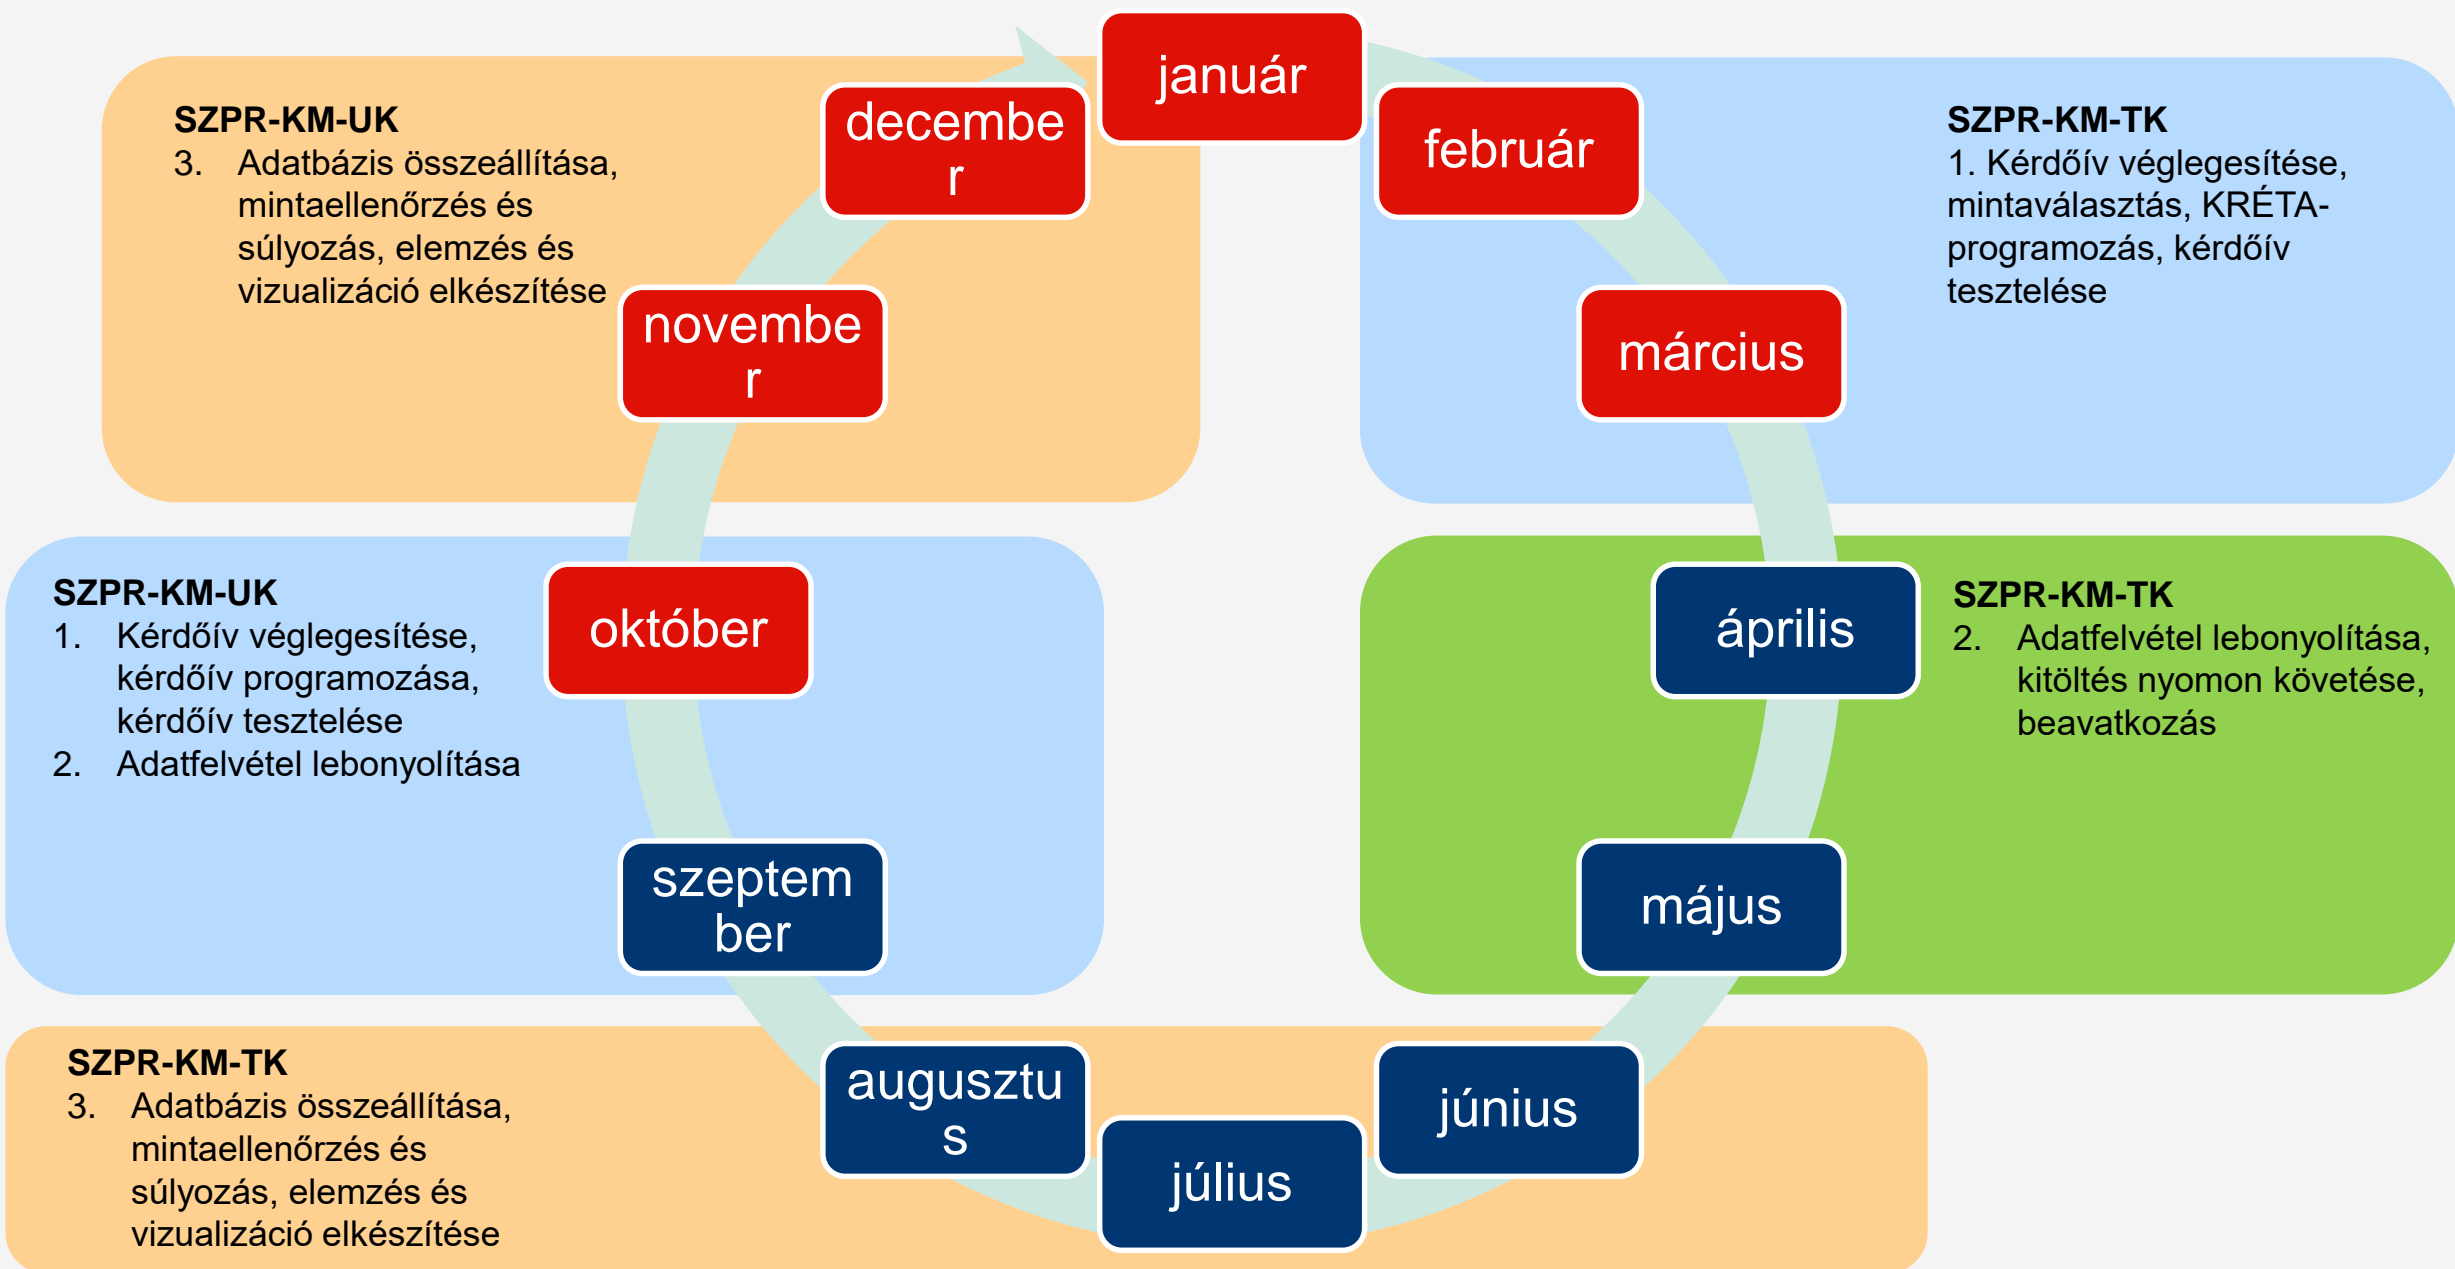 január
február
március
április
május
június
július
augusztu
s
szeptem
ber
október
novembe
r
decembe
r
SZPR-KM-TK
1. Kérdőív véglegesítése,
mintaválasztás, KRÉTA-
programozás, kérdőív
tesztelése
SZPR-KM-TK
2. Adatfelvétel lebonyolítása,
kitöltés nyomon követése,
beavatkozás
SZPR-KM-TK
3. Adatbázis összeállítása,
mintaellenőrzés és
súlyozás, elemzés és
vizualizáció elkészítése
SZPR-KM-UK
1. Kérdőív véglegesítése,
kérdőív programozása,
kérdőív tesztelése
2. Adatfelvétel lebonyolítása
SZPR-KM-UK
3. Adatbázis összeállítása,
mintaellenőrzés és
súlyozás, elemzés és
vizualizáció elkészítése